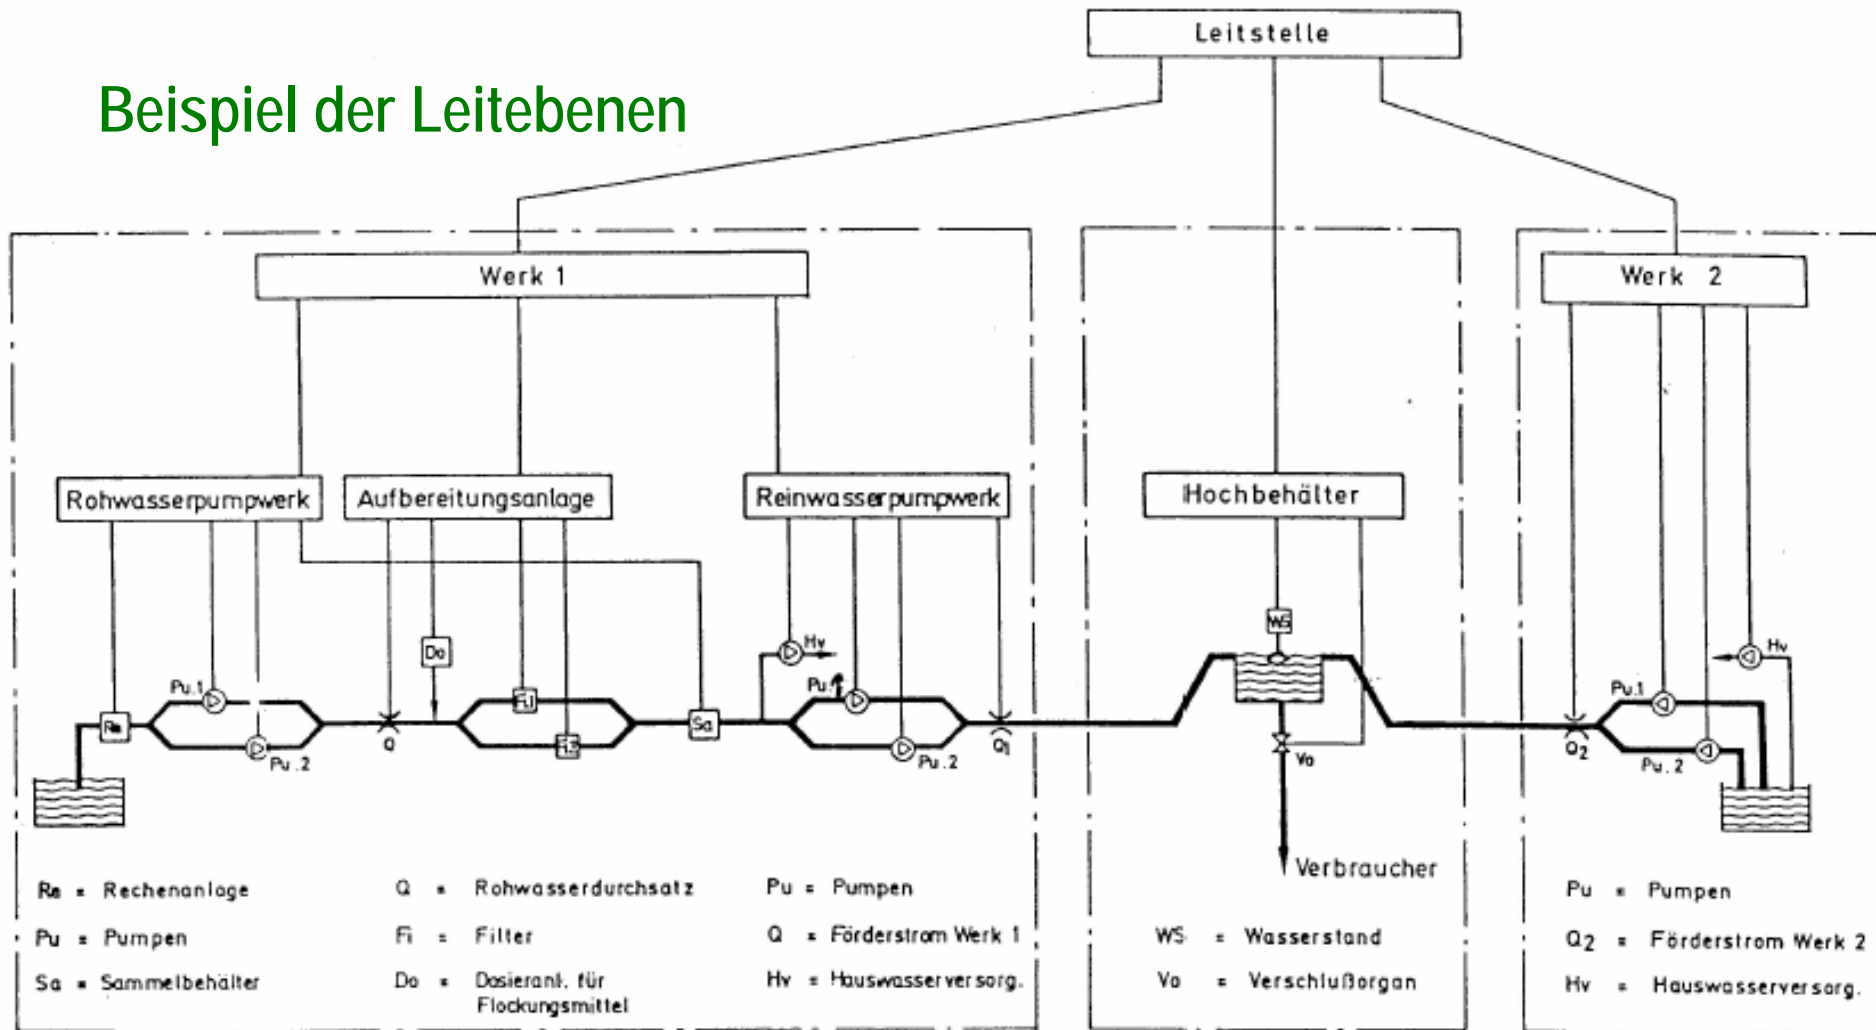 Leitstelle
Beispiel der Leitebenen
Werk 1
Werk 2
Rohwasserpumpwerk
Aufbereitungsanlage
Reinwasserpumpwerk
Hochbehälter
WS
Do
Hv
Hv
Pu.1
Fi.1
Pu.1
Pu.1
Re
Sa
Q
Q1
Q2
Pu.2
Fi.2
Pu.2
Vo
Pu.2
Verbraucher
Re = Rechenanlage
Pu = Pumpen
Sa = Sammelbehälter
Q = Rohwasserdurchsatz
Fi = Filter
Do = Dosieranl. für
Flockungsmittel
Pu = Pumpen
Q = Förderstrom Werk 1
Hv = Hauswasserversorg.
WS = Wasserstand
Vo = Verschlußorgan
Pu = Pumpen
Q2 = Förderstrom Werk 2
Hv = Hauswasserversorg.